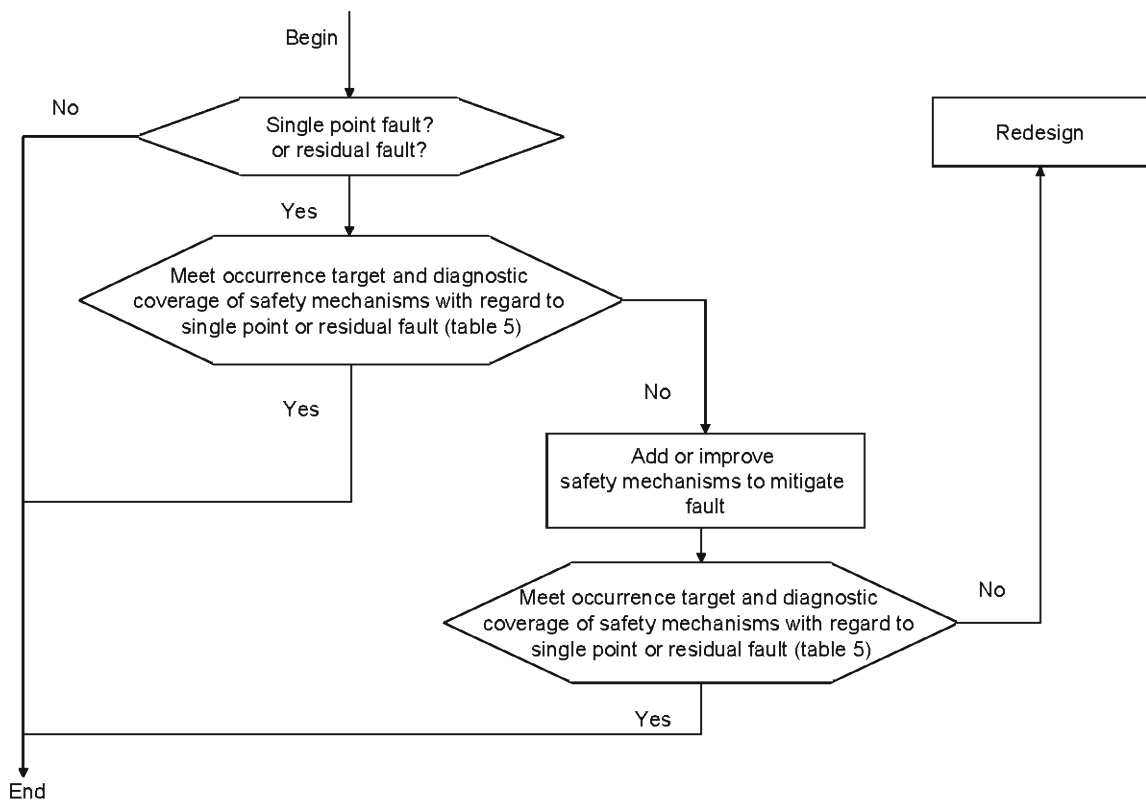 Begin
No
Single point fault?
or residual fault?
Redesign
Yes
Meet occurrence target and diagnostic
coverage of safety mechanisms with regard to
single point or residual fault (table 5)
No
Yes
Add or improve
safety mechanisms to mitigate
fault
Meet occurrence target and diagnostic
coverage of safety mechanisms with regard to
single point or residual fault (table 5)
No
Yes
End